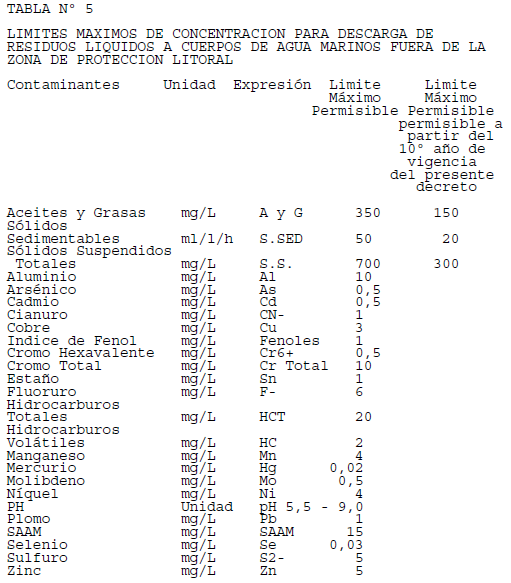 TABLA N° 5
LIMITES MAXIMOS DE CONCENTRACION PARA DESCARGA DE
RESIDUOS LIQUIDOS A CUERPOS DE AGUA MARINOS FUERA DE LA
ZONA DE PROTECCION LITORAL
Contaminantes Unidad Expresión Limite Limite
Máximo Máximo
Permisible Permisible
permisible a
partir del
10° año de
vigencia
del presente
decreto
Aceites y Grasas mg/L A y G 350 150
Sólidos
Sedimentables ml/l/h S.SED 50 20
Sólidos Suspendidos
Totales mg/L S.S. 700 300
Aluminio mg/L Al 10
Arsénico mg/L As 0,5
Cadmio mg/L Cd 0,5
Cianuro mg/L CN- 1
Cobre mg/L Cu 3
Indice de Fenol mg/L Fenoles 1
Cromo Hexavalente mg/L Cr6+ 0,5
Cromo Total mg/L Cr Total 10
Estaño mg/L Sn 1
Fluoruro mg/L F- 6
Hidrocarburos
Totales mg/L HCT 20
Hidrocarburos
Volátiles mg/L HC 2
Manganeso mg/L Mn 4
Mercurio mg/L Hg 0,02
Molibdeno mg/L Mo 0,5
Níquel mg/L Ni 4
PH Unidad pH 5,5 - 9,0
Plomo mg/L Pb 1
SAAM mg/L SAAM 15
Selenio mg/L Se 0,03
Sulfuro mg/L S2- 5
Zinc mg/L Zn 5